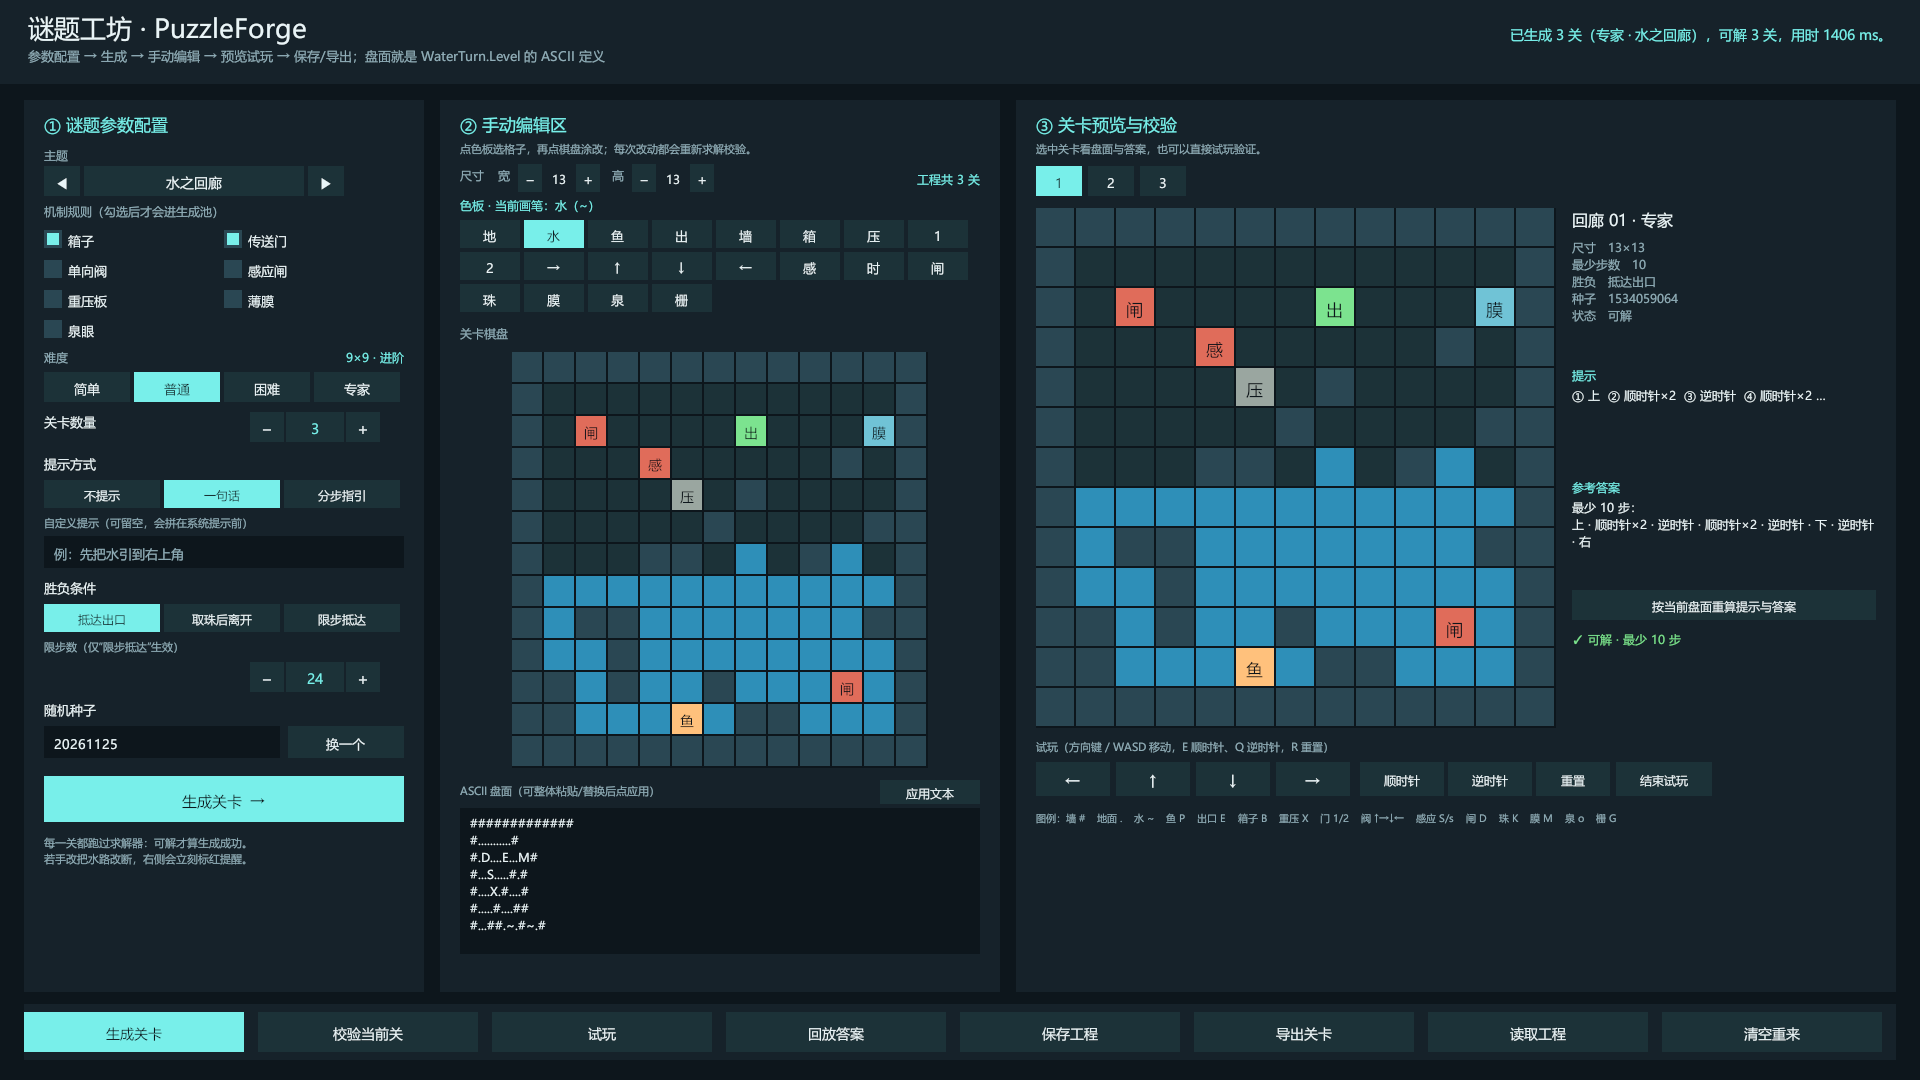 谜题工坊 · PuzzleForge
参数配置 → 生成 → 手动编辑 → 预览试玩 → 保存/导出；盘面就是 WaterTurn.Level 的 ASCII 定义
已生成 3 关（专家 · 水之回廊），可解 3 关，用时 1406 ms。
① 谜题参数配置
主题
◀ 水之回廊 ▶
机制规则（勾选后才会进生成池）
箱子 传送门
单向阀 感应闸
重压板 薄膜
泉眼
难度 9×9 · 进阶
简单 普通 困难 专家
关卡数量 − 3 +
提示方式
不提示 一句话 分步指引
自定义提示（可留空，会拼在系统提示前）
例：先把水引到右上角
胜负条件
抵达出口 取珠后离开 限步抵达
限步数（仅“限步抵达”生效）
− 24 +
随机种子
20261125 换一个
生成关卡 →
每一关都跑过求解器：可解才算生成成功。
若手改把水路改断，右侧会立刻标红提醒。
② 手动编辑区
点色板选格子，再点棋盘涂改；每次改动都会重新求解校验。
尺寸 宽 − 13 + 高 − 13 + 工程共 3 关
色板 · 当前画笔：水（~）
地 水 鱼 出 墙 箱 压 1
2 → ↑ ↓ ← 感 时 闸
珠 膜 泉 栅
关卡棋盘
闸 出 膜
感
压
闸
鱼
ASCII 盘面（可整体粘贴/替换后点应用） 应用文本
#############
#...........#
#.D....E...M#
#...S.....#.#
#....X.#....#
#.....#....##
#...##.~.#~.#
③ 关卡预览与校验
选中关卡看盘面与答案，也可以直接试玩验证。
1 2 3
闸 出 膜
感
压
闸
鱼
回廊 01 · 专家
尺寸 13×13
最少步数 10
胜负 抵达出口
种子 1534059064
状态 可解
提示
① 上 ② 顺时针×2 ③ 逆时针 ④ 顺时针×2 …
参考答案
最少 10 步：
上 · 顺时针×2 · 逆时针 · 顺时针×2 · 逆时针 · 下 · 逆时针
· 右
按当前盘面重算提示与答案
✓ 可解 · 最少 10 步
试玩（方向键 / WASD 移动，E 顺时针、Q 逆时针，R 重置）
← ↑ ↓ → 顺时针 逆时针 重置 结束试玩
图例：墙 # 地面 . 水 ~ 鱼 P 出口 E 箱子 B 重压 X 门 1/2 阀 ↑→↓← 感应 S/s 闸 D 珠 K 膜 M 泉 o 栅 G
生成关卡 校验当前关 试玩 回放答案 保存工程 导出关卡 读取工程 清空重来